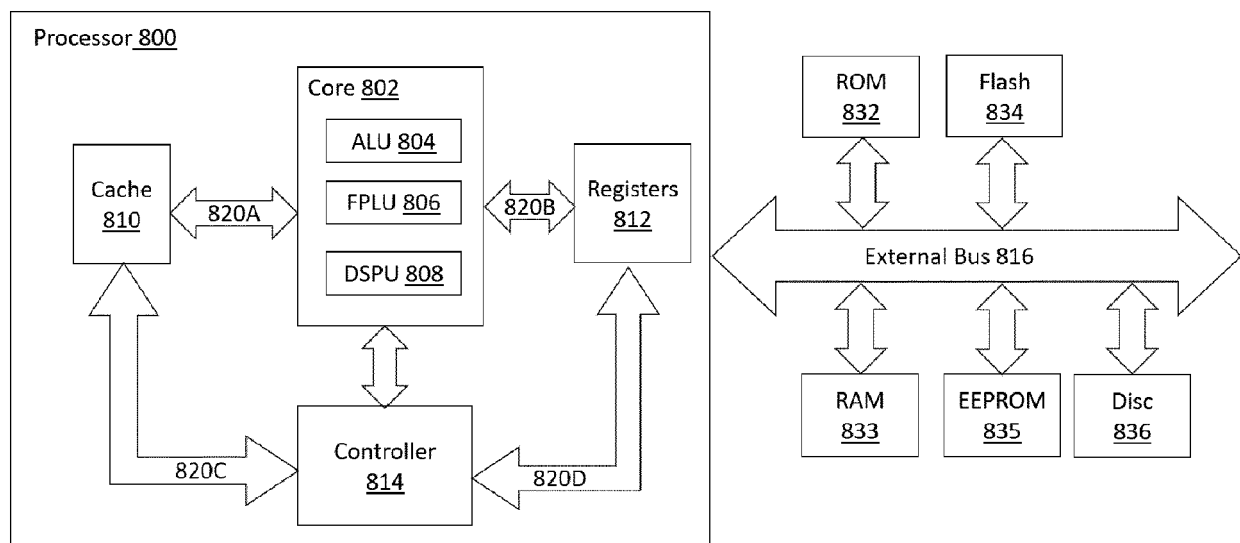 Processor 800
Core 802
ALU 804
FPLU 806
DSPU 808
Cache
810
820A
820B
Registers
812
Controller
814
820C
820D
ROM
832
Flash
834
External Bus 816
RAM
833
EEPROM
835
Disc
836